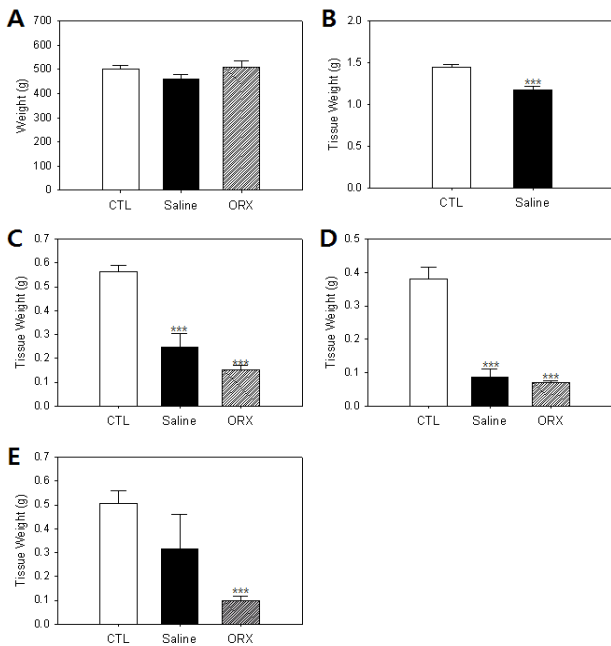 A
Weight (g)
700
600
500
400
300
200
100
0
CTL Saline ORX
B
Tissue Weight (g)
2.0
1.5
1.0
0.5
0.0
***
CTL Saline
C
Tissue Weight (g)
0.7
0.6
0.5
0.4
0.3
0.2
0.1
0.0
***
***
CTL Saline ORX
D
Tissue Weight (g)
0.5
0.4
0.3
0.2
0.1
0.0
***
***
CTL Saline ORX
E
Tissue Weight (g)
0.7
0.6
0.5
0.4
0.3
0.2
0.1
0.0
***
CTL Saline ORX